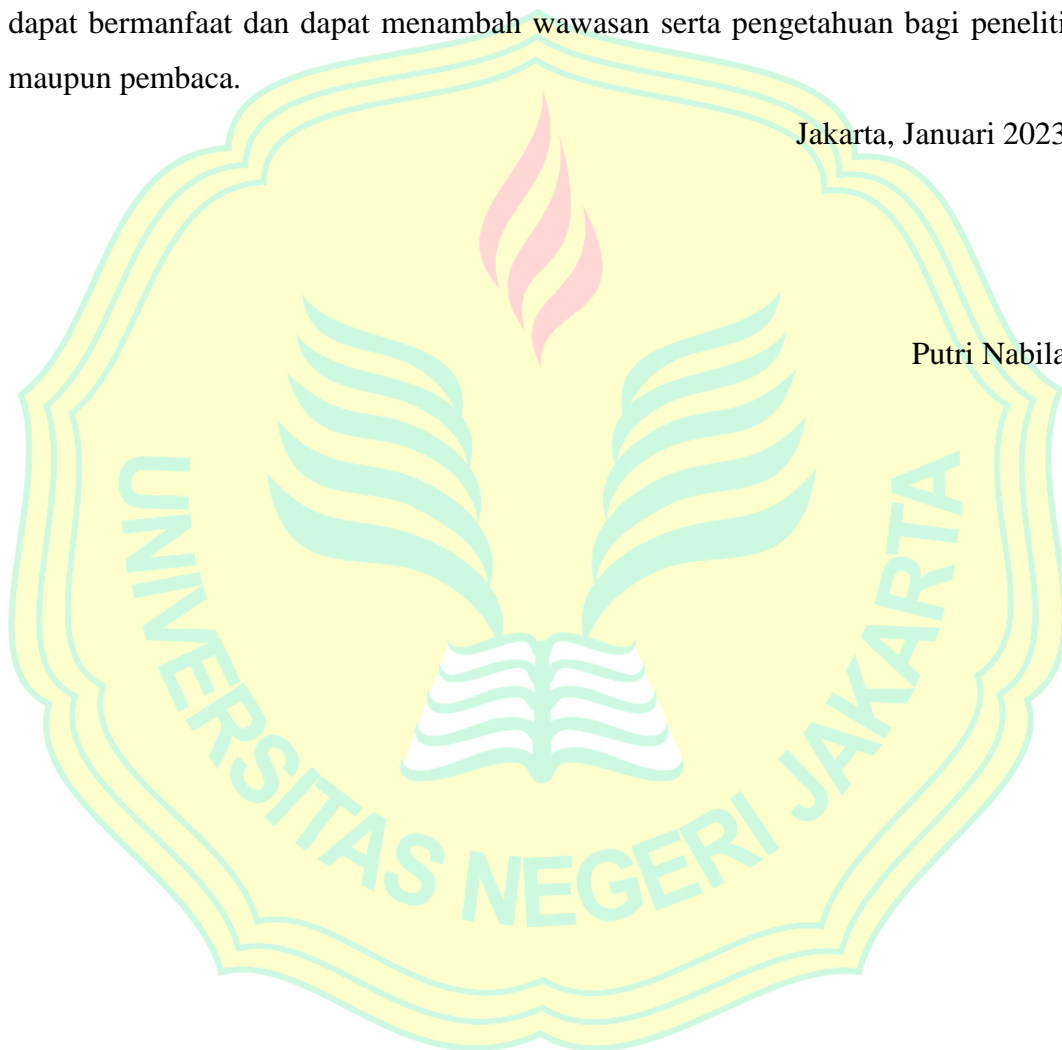 dapat bermanfaat dan dapat menambah wawasan serta pengetahuan bagi peneliti
maupun pembaca.
Jakarta, Januari 2023
Putri Nabila
UNIVERSITAS NEGERI JAKARTA